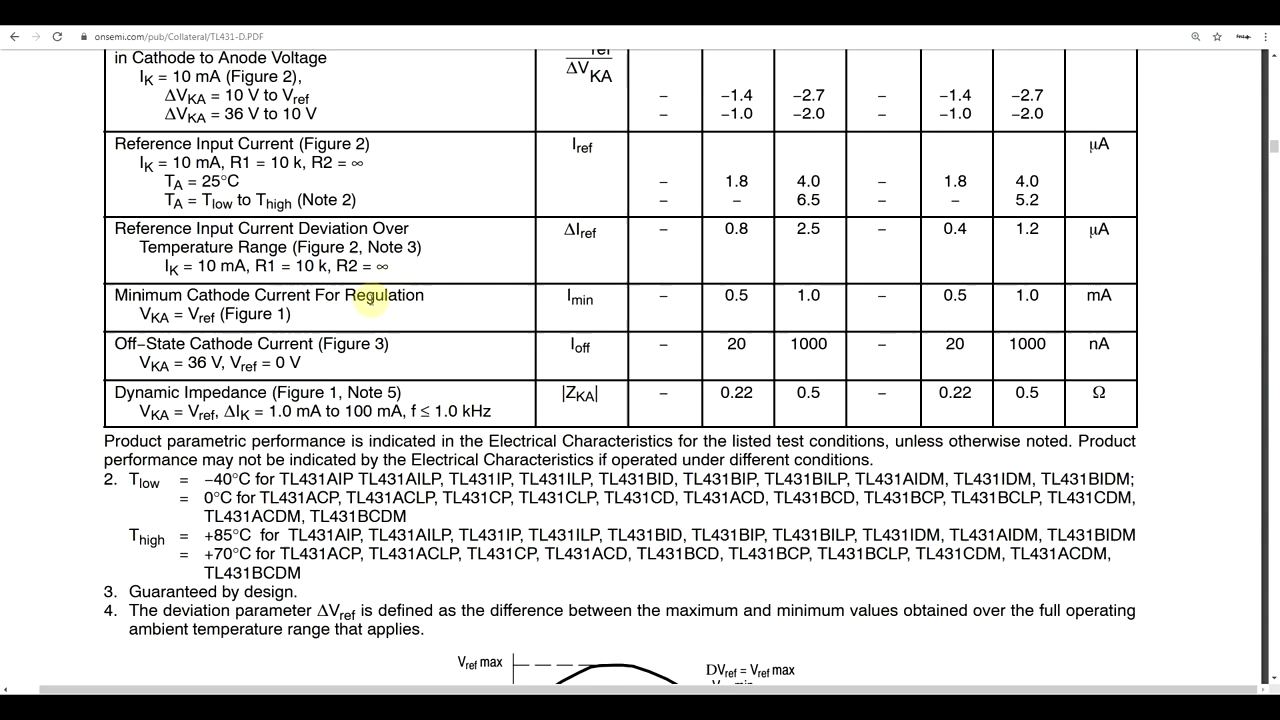 onsemi.com/pub/Collateral/TL431-D.PDF
in Cathode to Anode Voltage
IK = 10 mA (Figure 2),
ΔVKA = 10 V to Vref
ΔVKA = 36 V to 10 V
ref
ΔVKA
– −1.4 −2.7 – −1.4 −2.7
– −1.0 −2.0 – −1.0 −2.0
Reference Input Current (Figure 2) Iref μA
IK = 10 mA, R1 = 10 k, R2 = ∞
TA = 25°C – 1.8 4.0 – 1.8 4.0
TA = Tlow to Thigh (Note 2) – – 6.5 – – 5.2
Reference Input Current Deviation Over ΔIref – 0.8 2.5 – 0.4 1.2 μA
Temperature Range (Figure 2, Note 3)
IK = 10 mA, R1 = 10 k, R2 = ∞
Minimum Cathode Current For Regulation Imin – 0.5 1.0 – 0.5 1.0 mA
VKA = Vref (Figure 1)
Off−State Cathode Current (Figure 3) Ioff – 20 1000 – 20 1000 nA
VKA = 36 V, Vref = 0 V
Dynamic Impedance (Figure 1, Note 5) |ZKA| – 0.22 0.5 – 0.22 0.5 Ω
VKA = Vref, ΔIK = 1.0 mA to 100 mA, f ≤ 1.0 kHz
Product parametric performance is indicated in the Electrical Characteristics for the listed test conditions, unless otherwise noted. Product
performance may not be indicated by the Electrical Characteristics if operated under different conditions.
2. Tlow = −40°C for TL431AIP TL431AILP, TL431IP, TL431ILP, TL431BID, TL431BIP, TL431BILP, TL431AIDM, TL431IDM, TL431BIDM;
= 0°C for TL431ACP, TL431ACLP, TL431CP, TL431CLP, TL431CD, TL431ACD, TL431BCD, TL431BCP, TL431BCLP, TL431CDM,
TL431ACDM, TL431BCDM
Thigh = +85°C for TL431AIP, TL431AILP, TL431IP, TL431ILP, TL431BID, TL431BIP, TL431BILP, TL431IDM, TL431AIDM, TL431BIDM
= +70°C for TL431ACP, TL431ACLP, TL431CP, TL431ACD, TL431BCD, TL431BCP, TL431BCLP, TL431CDM, TL431ACDM,
TL431BCDM
3. Guaranteed by design.
4. The deviation parameter ΔVref is defined as the difference between the maximum and minimum values obtained over the full operating
ambient temperature range that applies.
Vref max
DVref = Vref max